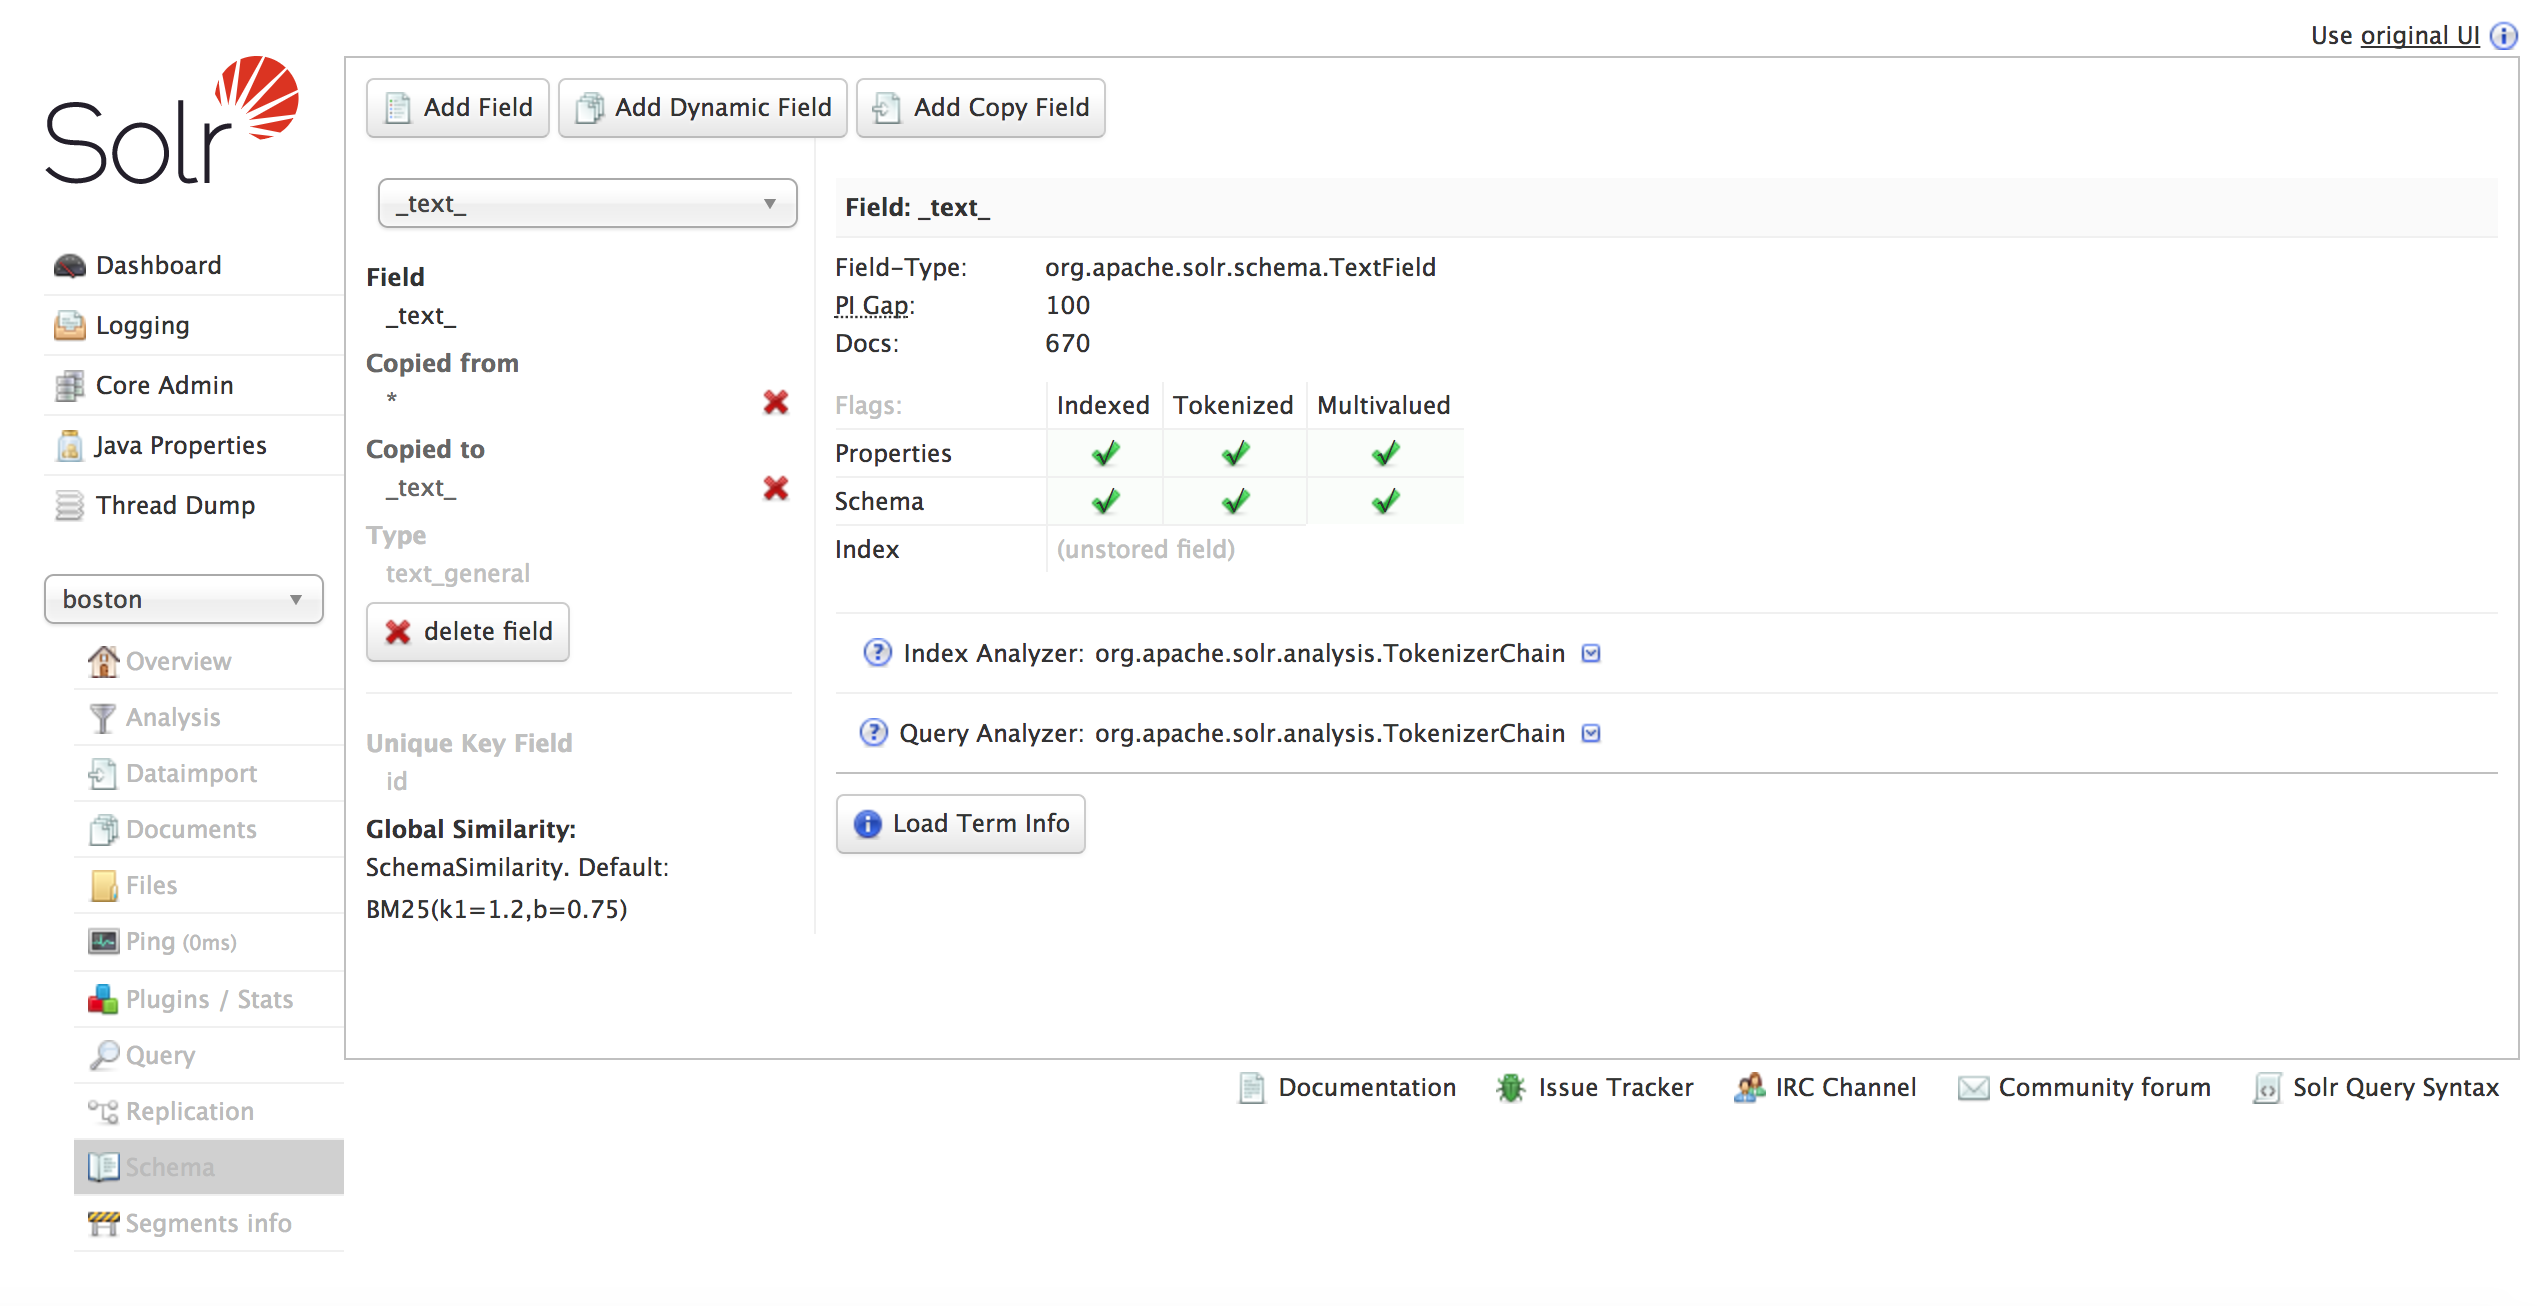 Use original UI
Solr
Add Field
Add Dynamic Field
Add Copy Field
_text_
Field: _text_
Dashboard
Logging
Core Admin
Java Properties
Thread Dump
boston
Overview
Analysis
Dataimport
Documents
Files
Ping (0ms)
Plugins / Stats
Query
Replication
Schema
Segments info
Field
_text_
Copied from
*
Copied to
_text_
Type
text_general
delete field
Unique Key Field
id
Global Similarity:
SchemaSimilarity. Default:
BM25(k1=1.2,b=0.75)
Field-Type: org.apache.solr.schema.TextField
PI Gap: 100
Docs: 670
Flags: Indexed Tokenized Multivalued
Properties
Schema
Index (unstored field)
Index Analyzer: org.apache.solr.analysis.TokenizerChain
Query Analyzer: org.apache.solr.analysis.TokenizerChain
Load Term Info
Documentation Issue Tracker IRC Channel Community forum Solr Query Syntax